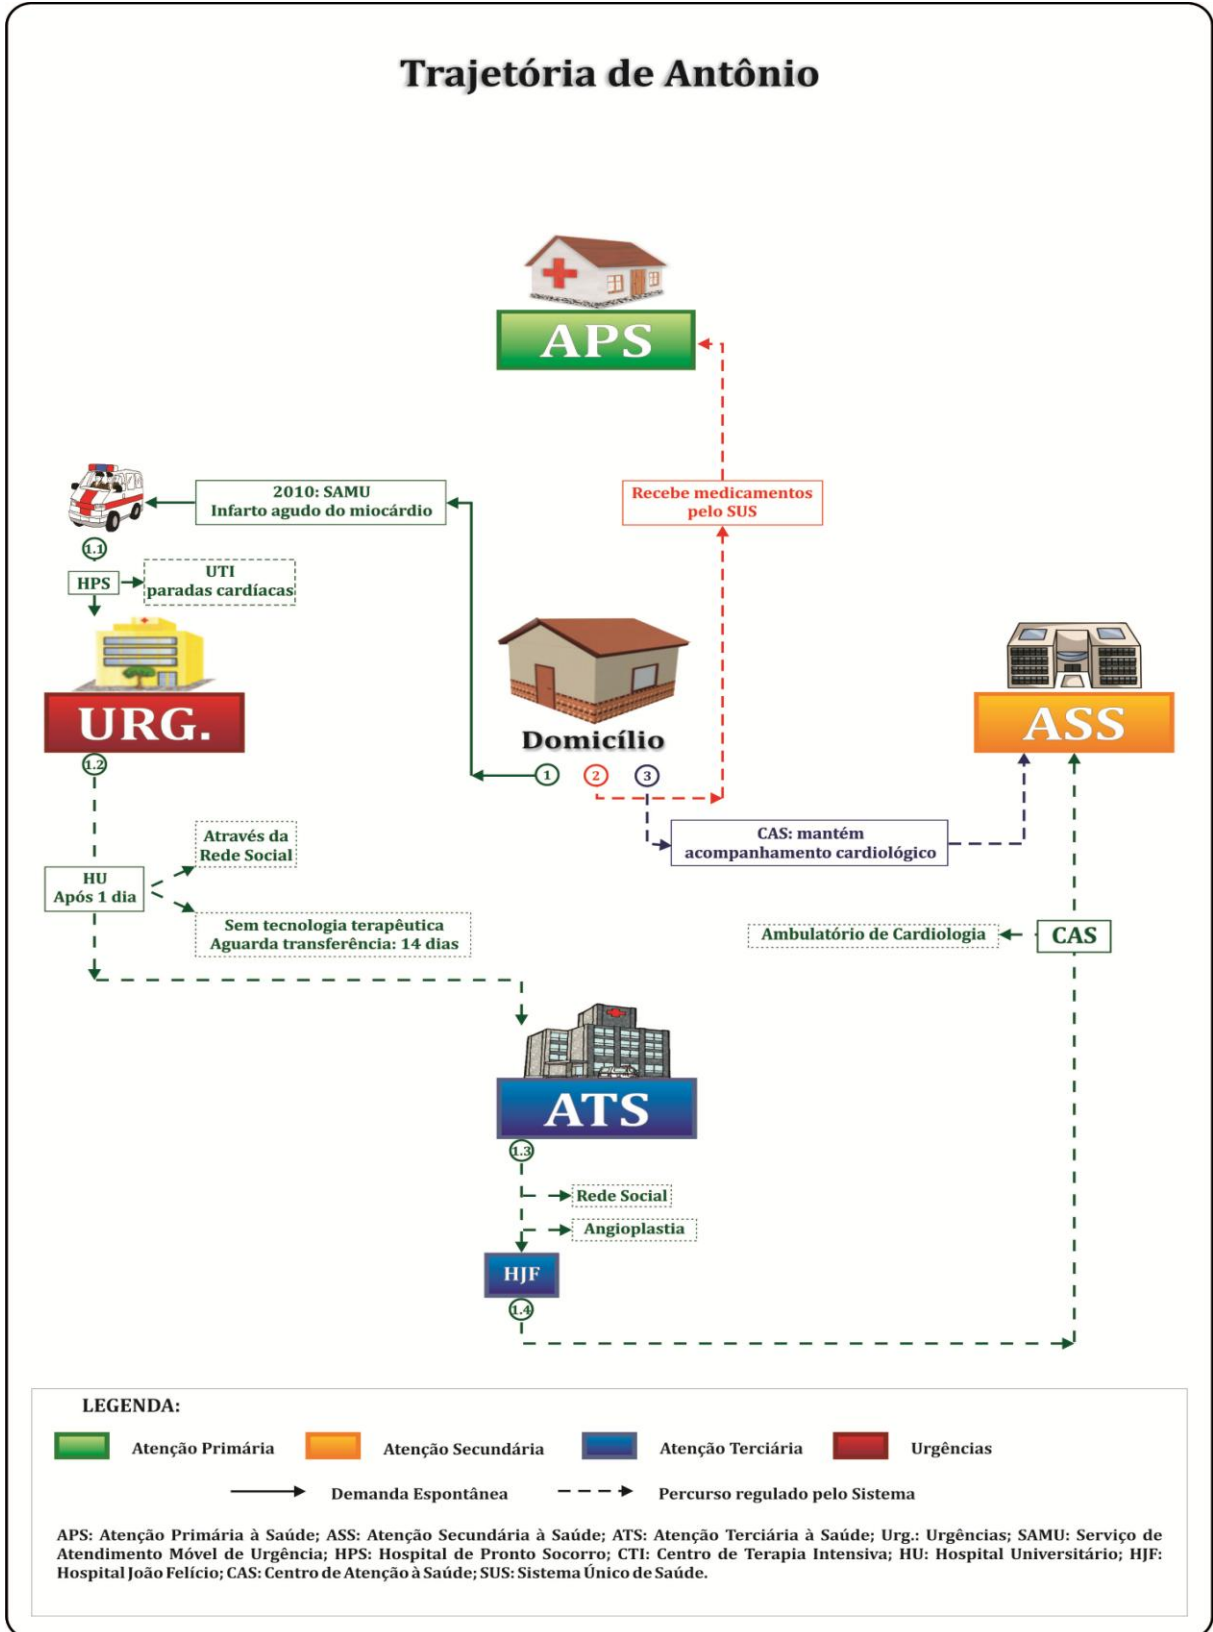 Trajetória de Antônio
APS
2010: SAMU
Infarto agudo do miocárdio
Recebe medicamentos
pelo SUS
1.1
HPS
UTI
paradas cardíacas
URG.
1.2
Domicílio
1
2
3
ASS
CAS: mantém
acompanhamento cardiológico
Através da
Rede Social
HU
Após 1 dia
Sem tecnologia terapêutica
Aguarda transferência: 14 dias
Ambulatório de Cardiologia
CAS
ATS
1.3
Rede Social
Angioplastia
HJF
1.4
LEGENDA:
Atenção Primária
Atenção Secundária
Atenção Terciária
Urgências
Demanda Espontânea
Percurso regulado pelo Sistema
APS: Atenção Primária à Saúde; ASS: Atenção Secundária à Saúde; ATS: Atenção Terciária à Saúde; Urg.: Urgências; SAMU: Serviço de
Atendimento Móvel de Urgência; HPS: Hospital de Pronto Socorro; CTI: Centro de Terapia Intensiva; HU: Hospital Universitário; HJF:
Hospital João Felício; CAS: Centro de Atenção à Saúde; SUS: Sistema Único de Saúde.